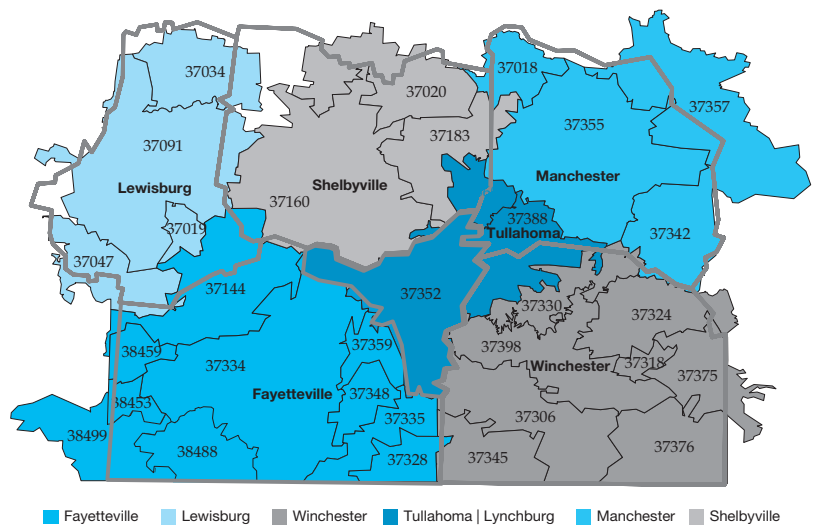 37034
37018
37020
37357
37355
37183
37091
Manchester
Shelbyville
Lewisburg
37160
37388
37019
Tullahoma
37342
37047
37144
37352
37330
37324
37359
37398
38459
37334
Winchester
37318
37375
Fayetteville
37348
38453
37335
37306
38499
38488
37328
37345
37376
Fayetteville
Lewisburg
Winchester
Tullahoma | Lynchburg
Manchester
Shelbyville